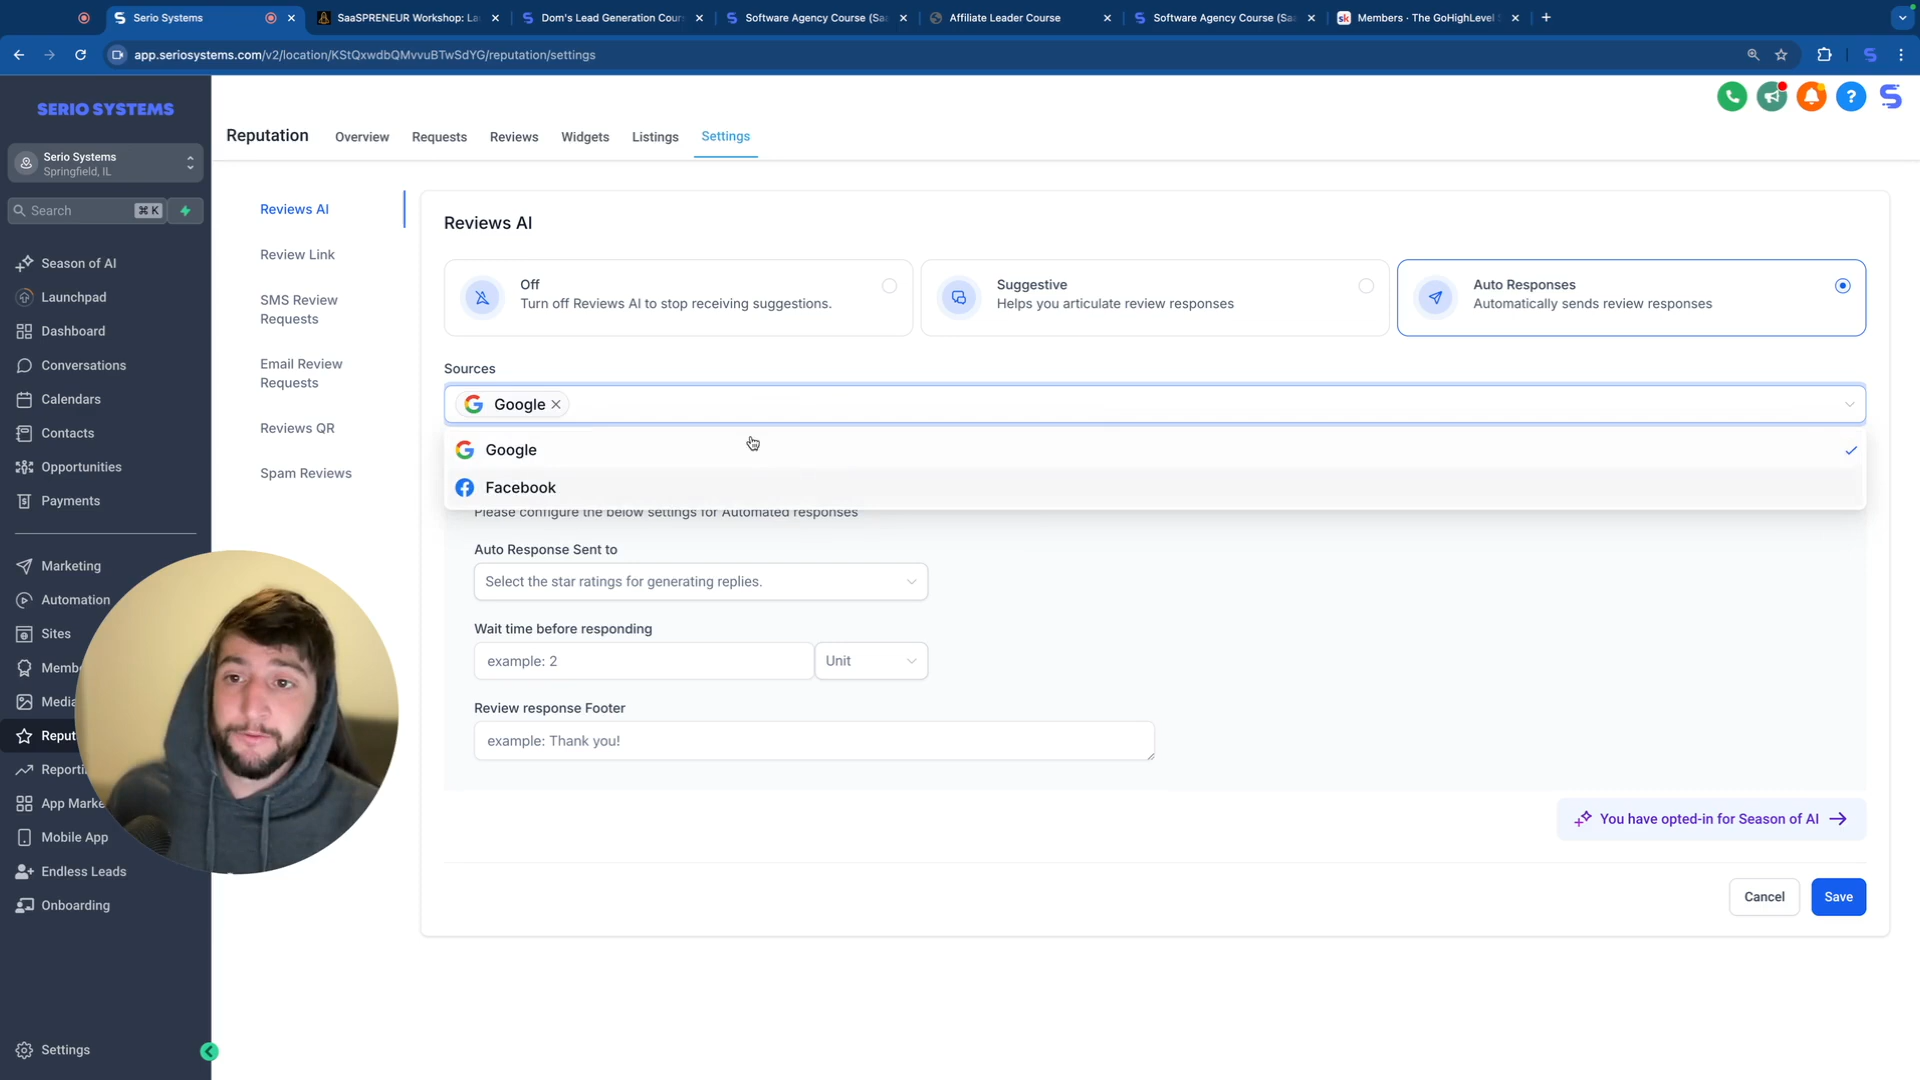 Serio Systems
SaaSPRENEUR Workshop: La
Dom's Lead Generation Cour
Software Agency Course (Saa
Affiliate Leader Course
Software Agency Course (Saa
sk Members · The GoHighLevel
app.seriosystems.com/v2/location/KStQxwdbQMvvuBTwSdYG/reputation/settings
SERIO SYSTEMS
Serio Systems
Springfield, IL
Search ⌘ K
Season of AI
Launchpad
Dashboard
Conversations
Calendars
Contacts
Opportunities
Payments
Marketing
Automation
Sites
Membe
Media
Reput
Reporti
App Marke
Mobile App
Endless Leads
Onboarding
Settings
Reputation
Overview
Requests
Reviews
Widgets
Listings
Settings
Reviews AI
Review Link
SMS Review
Requests
Email Review
Requests
Reviews QR
Spam Reviews
Reviews AI
Off
Turn off Reviews AI to stop receiving suggestions.
Suggestive
Helps you articulate review responses
Auto Responses
Automatically sends review responses
Sources
Google
Google
Facebook
Please configure the below settings for Automated responses
Auto Response Sent to
Select the star ratings for generating replies.
Wait time before responding
example: 2
Unit
Review response Footer
example: Thank you!
You have opted-in for Season of AI
Cancel
Save